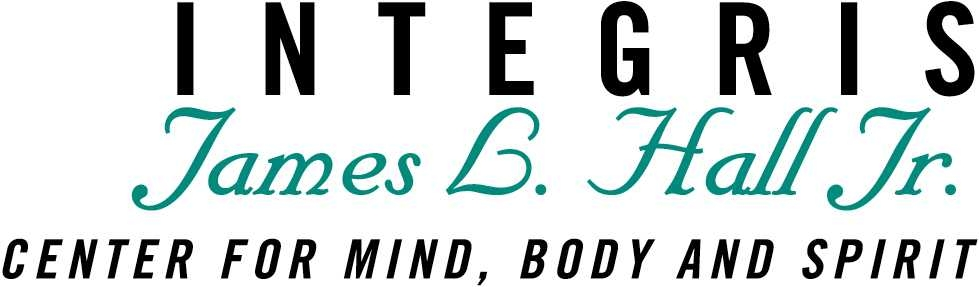 INTEGRIS
James L. Hall Jr.
CENTER FOR MIND, BODY AND SPIRIT